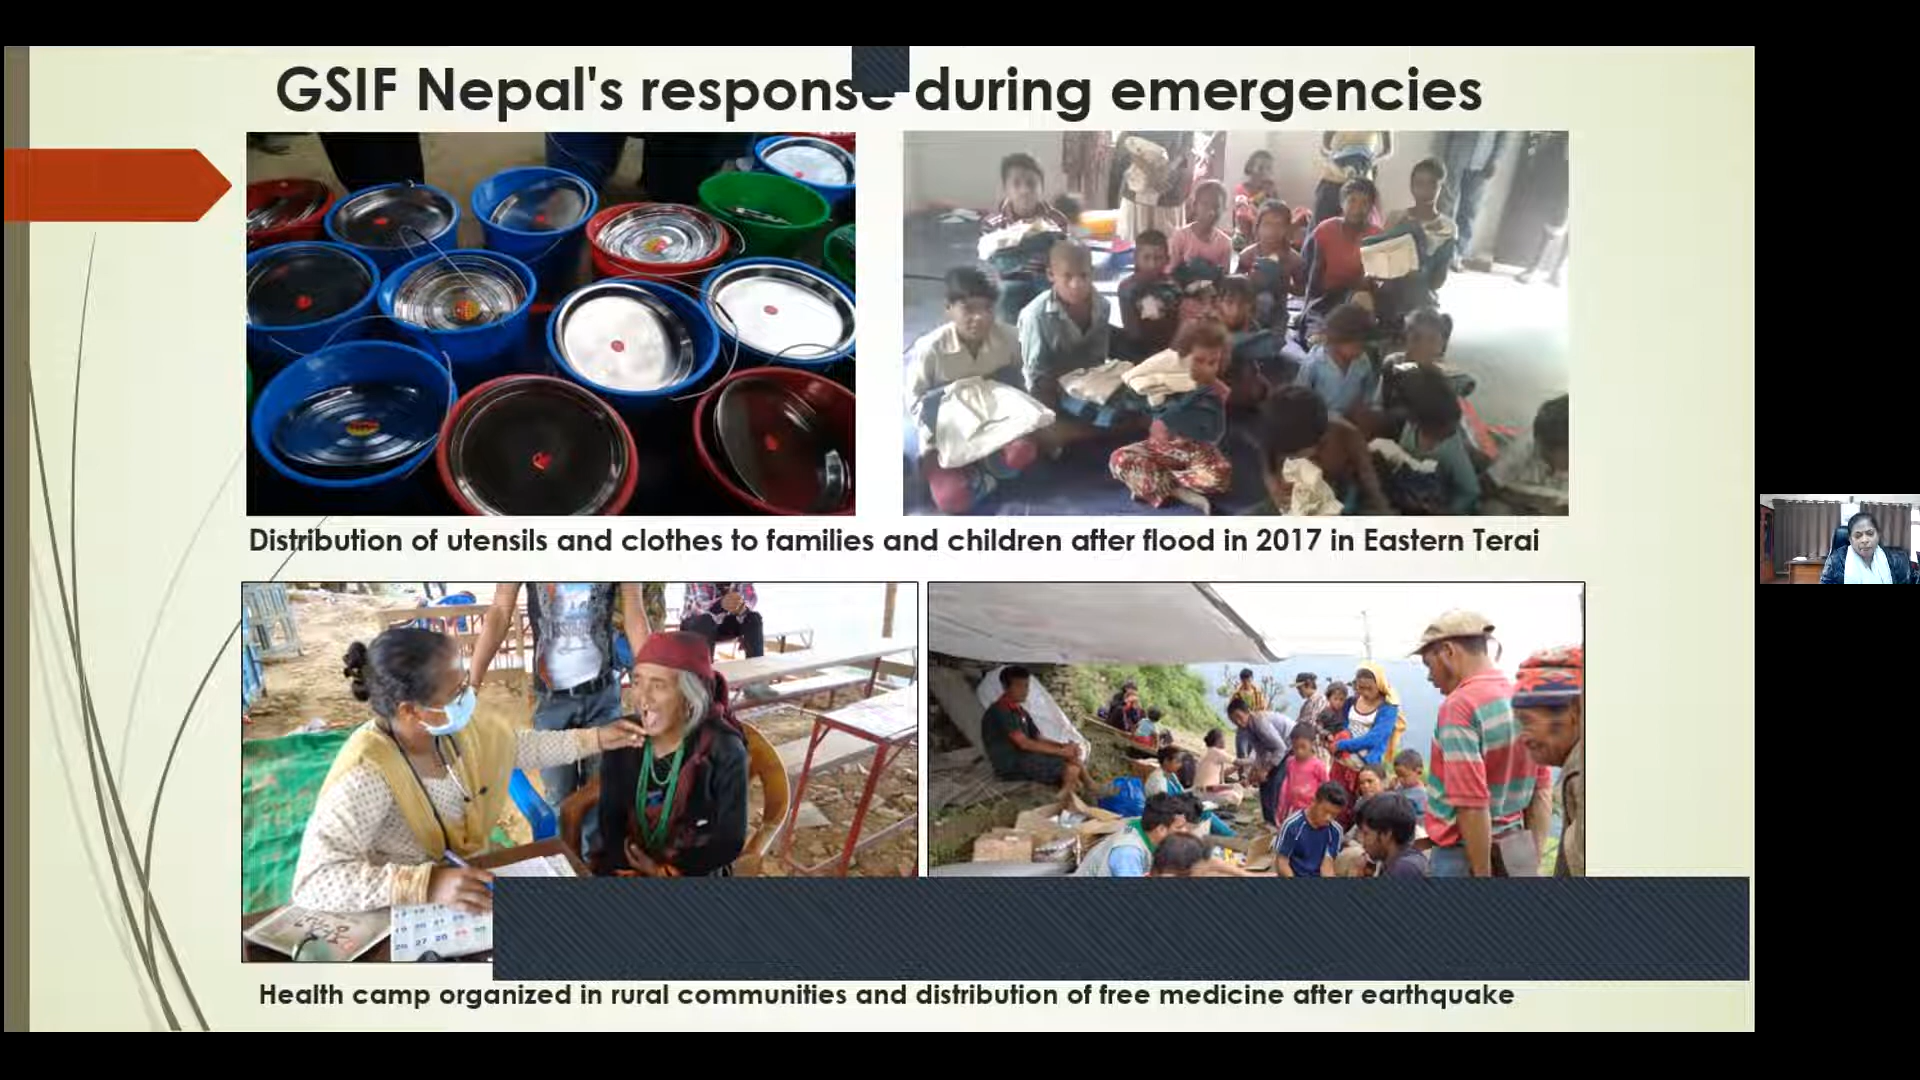 GSIF Nepal's response during emergencies
Distribution of utensils and clothes to families and children after flood in 2017 in Eastern Terai
Health camp organized in rural communities and distribution of free medicine after earthquake